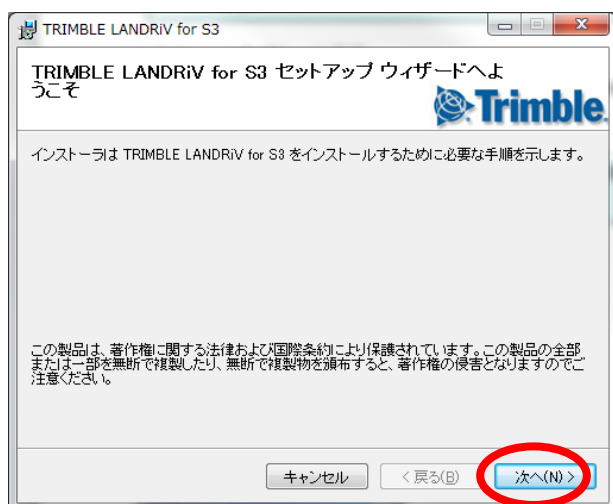 TRIMBLE LANDRiV for S3
TRIMBLE LANDRiV for S3 セットアップ ウィザードへよ
うこそ
Trimble.
インストーラは TRIMBLE LANDRiV for S3 をインストールするために必要な手順を示します。
この製品は、著作権に関する法律および国際条約により保護されています。この製品の全部
または一部を無断で複製したり、無断で複製物を頒布すると、著作権の侵害となりますのでご
注意ください。
キャンセル
< 戻る(B)
次へ(N) >